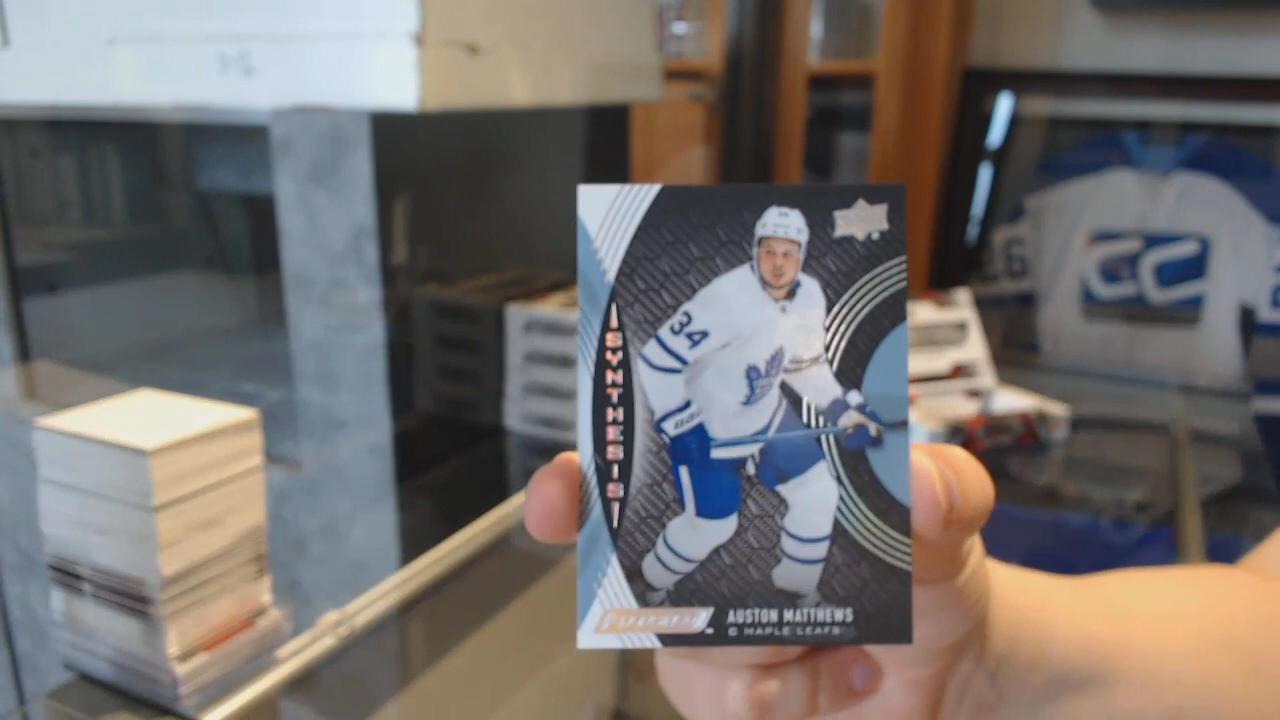 34
SYNTHESIS
AUSTON MATTHEWS
C MAPLE LEAFS
CC